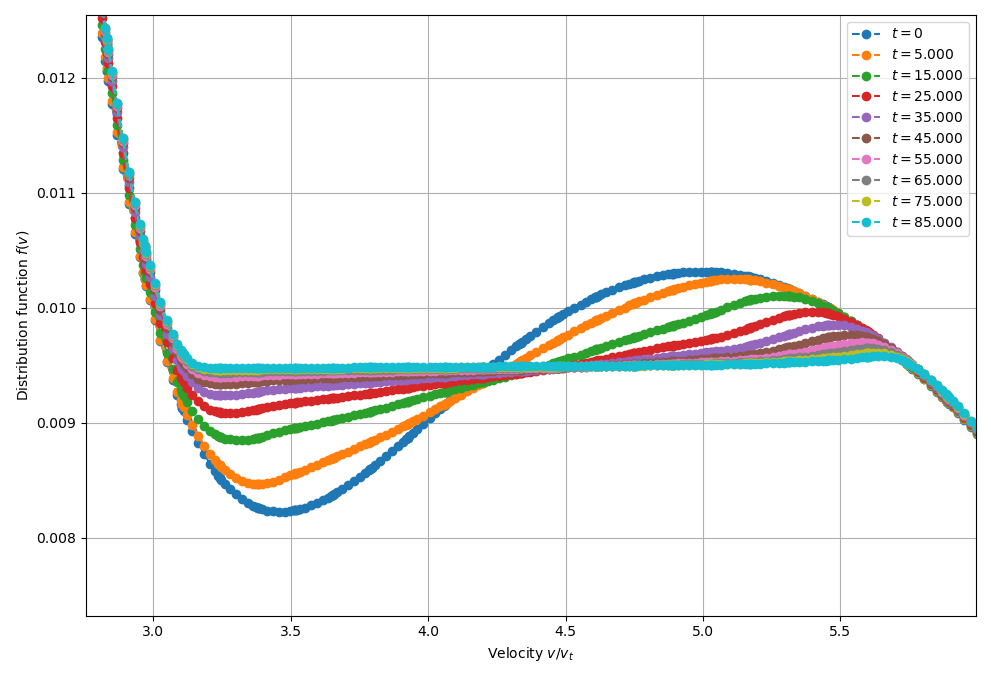 0.012
0.011
0.010
0.009
0.008
3.0 3.5 4.0 4.5 5.0 5.5
Velocity v/v_t
Distribution function f(v)
t = 0
t = 5.000
t = 15.000
t = 25.000
t = 35.000
t = 45.000
t = 55.000
t = 65.000
t = 75.000
t = 85.000